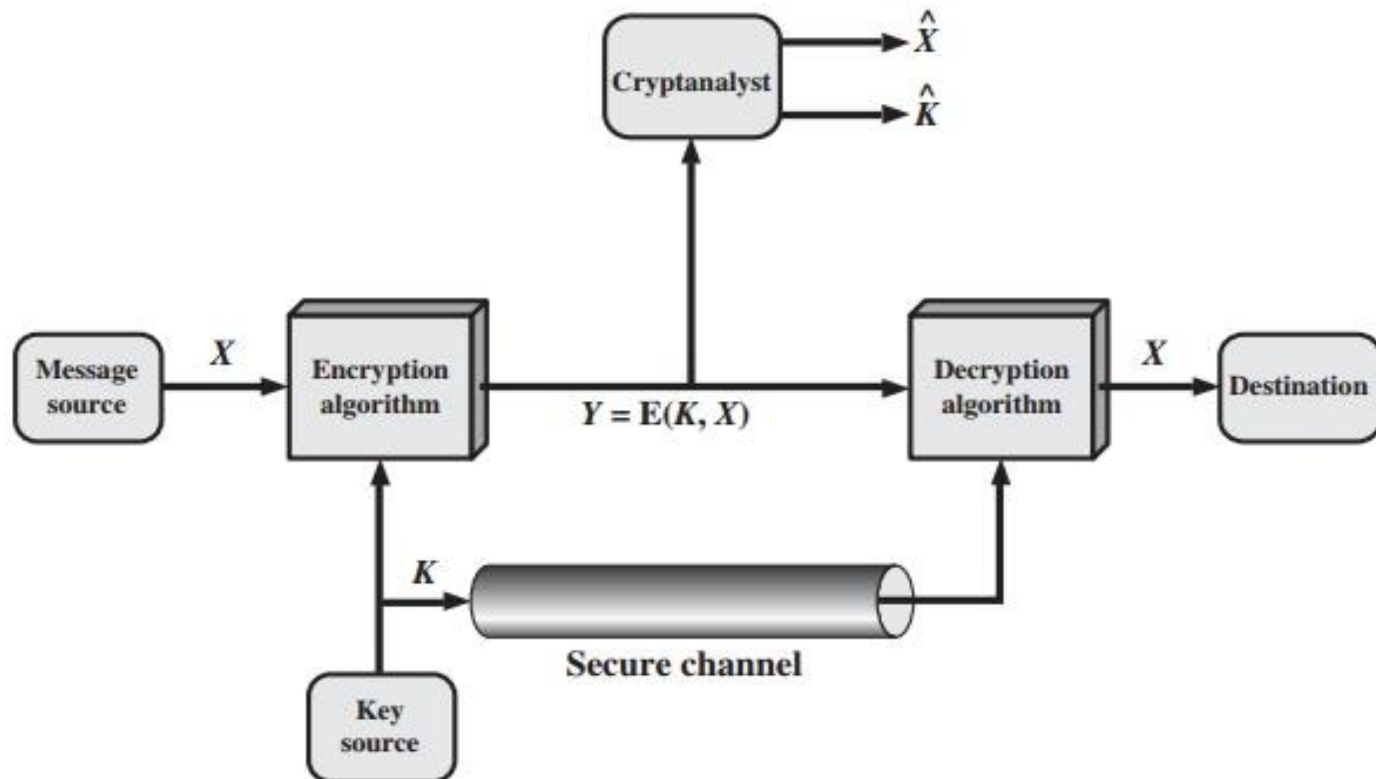 X̂
Cryptanalyst
K̂
X
Message
source
Encryption
algorithm
Y = E(K, X)
Decryption
algorithm
X
Destination
K
Secure channel
Key
source